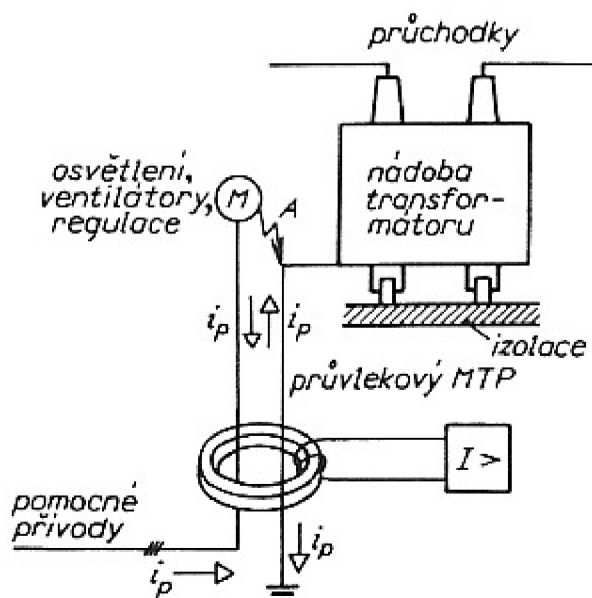 průchodky
osvětlení,
ventilátory,
regulace
M
A
nádoba
transfor-
mátoru
i_p
i_p
izolace
průvlekový MTP
I >
pomocné
přívody
i_p
i_p